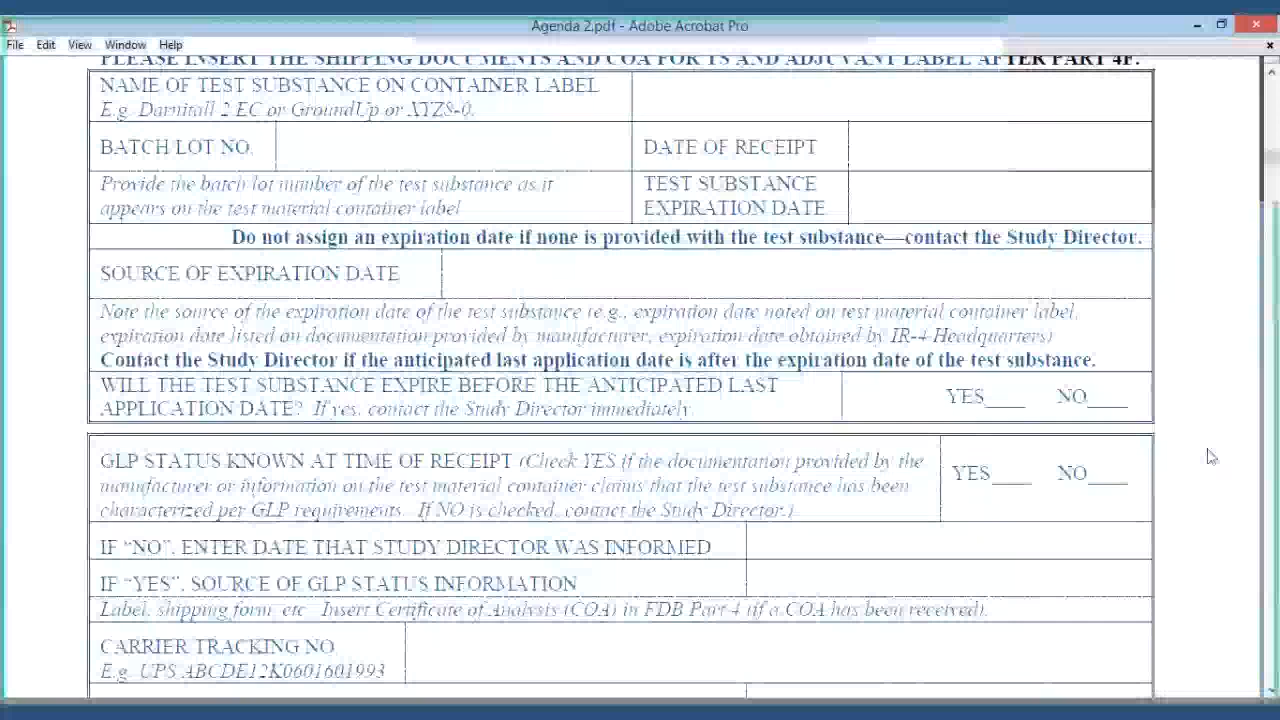 Agenda 2.pdf - Adobe Acrobat Pro
File Edit View Window Help
PLEASE INSERT THE SHIPPING DOCUMENTS AND COA FOR TS AND ADJUVANT LABEL AFTER PART 4F.
NAME OF TEST SUBSTANCE ON CONTAINER LABEL
E.g. Darnitall 2 EC or GroundUp or XYZ8-0.
BATCH LOT NO.
DATE OF RECEIPT
Provide the batch lot number of the test substance as it
appears on the test material container label
TEST SUBSTANCE
EXPIRATION DATE
Do not assign an expiration date if none is provided with the test substance—contact the Study Director.
SOURCE OF EXPIRATION DATE
Note the source of the expiration date of the test substance (e.g., expiration date noted on test material container label,
expiration date listed on documentation provided by manufacturer, expiration date obtained by IR-4 Headquarters)
Contact the Study Director if the anticipated last application date is after the expiration date of the test substance.
WILL THE TEST SUBSTANCE EXPIRE BEFORE THE ANTICIPATED LAST
APPLICATION DATE? If yes, contact the Study Director immediately.
YES____ NO____
GLP STATUS KNOWN AT TIME OF RECEIPT (Check YES if the documentation provided by the
manufacturer or information on the test material container claims that the test substance has been
characterized per GLP requirements. If NO is checked, contact the Study Director.)
YES____ NO____
IF “NO”, ENTER DATE THAT STUDY DIRECTOR WAS INFORMED
IF “YES”, SOURCE OF GLP STATUS INFORMATION
Label, shipping form, etc. Insert Certificate of Analysis (COA) in FDB Part 4 (if a COA has been received).
CARRIER TRACKING NO.
E.g. UPS ABCDE12K0601601993